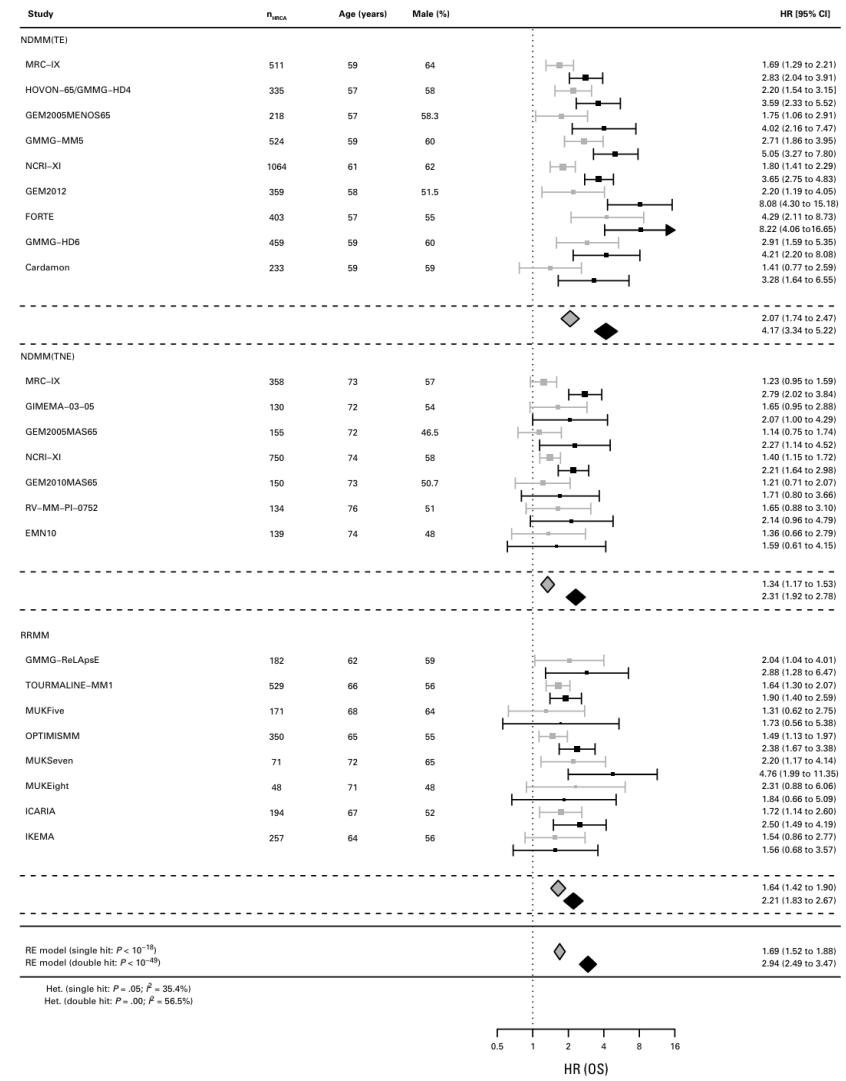 Study nHRCA Age (years) Male (%) HR [95% CI]
NDMM(TE)
MRC−IX 511 59 64 1.69 (1.29 to 2.21)
2.83 (2.04 to 3.91)
HOVON−65/GMMG−HD4 335 57 58 2.20 (1.54 to 3.15)
3.59 (2.33 to 5.52)
GEM2005MENOS65 218 57 58.3 1.75 (1.06 to 2.91)
4.02 (2.16 to 7.47)
GMMG−MM5 524 59 60 2.71 (1.86 to 3.95)
5.05 (3.27 to 7.80)
NCRI−XI 1064 61 62 1.80 (1.41 to 2.29)
3.65 (2.75 to 4.83)
GEM2012 359 58 51.5 2.20 (1.19 to 4.05)
8.08 (4.30 to 15.18)
FORTE 403 57 55 4.29 (2.11 to 8.73)
8.22 (4.06 to16.65)
GMMG−HD6 459 59 60 2.91 (1.59 to 5.35)
4.21 (2.20 to 8.08)
Cardamon 233 59 59 1.41 (0.77 to 2.59)
3.28 (1.64 to 6.55)
2.07 (1.74 to 2.47)
4.17 (3.34 to 5.22)
NDMM(TNE)
MRC−IX 358 73 57 1.23 (0.95 to 1.59)
2.79 (2.02 to 3.84)
GIMEMA−03−05 130 72 54 1.65 (0.95 to 2.88)
2.07 (1.00 to 4.29)
GEM2005MAS65 155 72 46.5 1.14 (0.75 to 1.74)
2.27 (1.14 to 4.52)
NCRI−XI 750 74 58 1.40 (1.15 to 1.72)
2.21 (1.64 to 2.98)
GEM2010MAS65 150 73 50.7 1.21 (0.71 to 2.07)
1.71 (0.80 to 3.66)
RV−MM−PI−0752 134 76 51 1.65 (0.88 to 3.10)
2.14 (0.96 to 4.79)
EMN10 139 74 48 1.36 (0.66 to 2.79)
1.59 (0.61 to 4.15)
1.34 (1.17 to 1.53)
2.31 (1.92 to 2.78)
RRMM
GMMG−ReLApsE 182 62 59 2.04 (1.04 to 4.01)
2.88 (1.28 to 6.47)
TOURMALINE−MM1 529 66 56 1.64 (1.30 to 2.07)
1.90 (1.40 to 2.59)
MUKFive 171 68 64 1.31 (0.62 to 2.75)
1.73 (0.56 to 5.38)
OPTIMISMM 350 65 55 1.49 (1.13 to 1.97)
2.38 (1.67 to 3.38)
MUKSeven 71 72 65 2.20 (1.17 to 4.14)
4.76 (1.99 to 11.35)
MUKEight 48 71 48 2.31 (0.88 to 6.06)
1.84 (0.66 to 5.09)
ICARIA 194 67 52 1.72 (1.14 to 2.60)
2.50 (1.49 to 4.19)
IKEMA 257 64 56 1.54 (0.86 to 2.77)
1.56 (0.68 to 3.57)
1.64 (1.42 to 1.90)
2.21 (1.83 to 2.67)
RE model (single hit: P < 10⁻¹⁸) 1.69 (1.52 to 1.88)
RE model (double hit: P < 10⁻⁴⁹) 2.94 (2.49 to 3.47)
Het. (single hit: P = .05; I² = 35.4%)
Het. (double hit: P = .00; I² = 56.5%)
0.5 1 2 4 8 16
HR (OS)